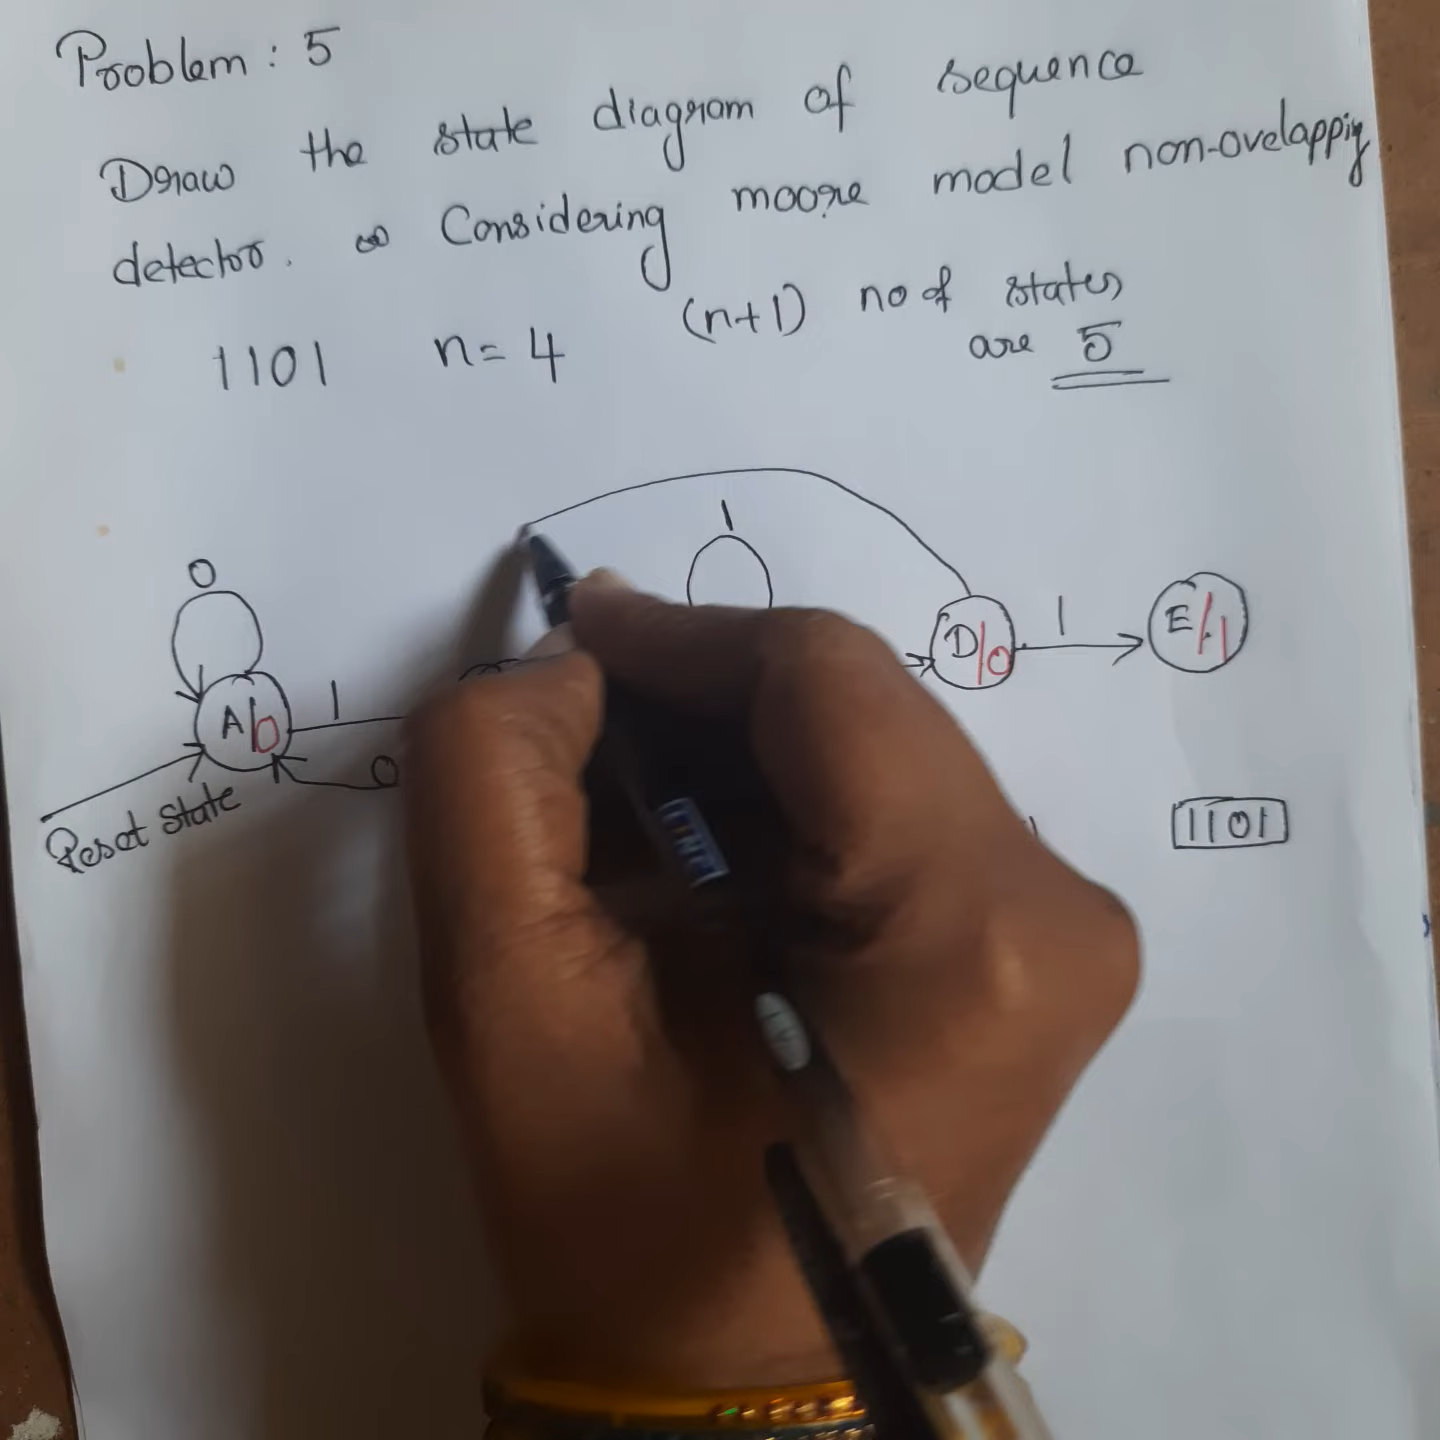 Problem : 5
Draw the state diagram of sequence
detector. Considering moore model non-ovelapping
1101 n=4 (n+1) no of states
are 5
1
0
A/0 1 D/0 1 E/1
0
Reset State
1101